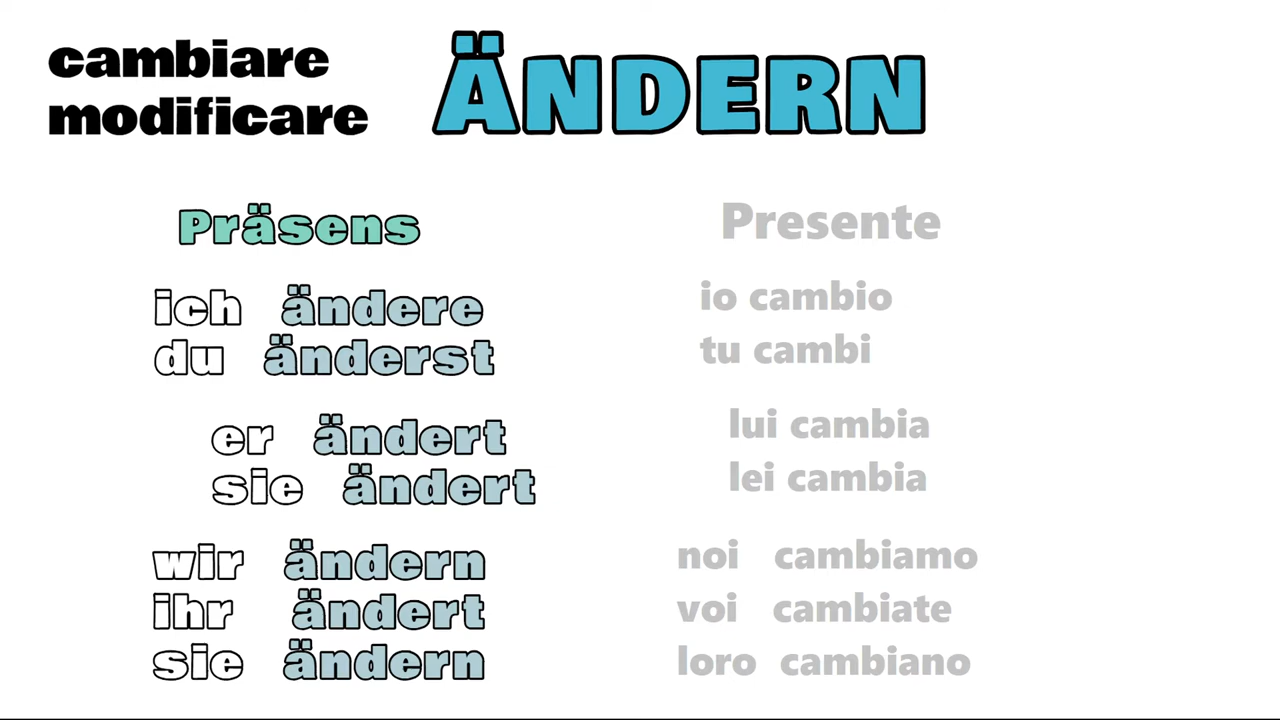 cambiare
modificare
ÄNDERN
Präsens
ich ändere
du änderst
er ändert
sie ändert
wir ändern
ihr ändert
sie ändern
Presente
io cambio
tu cambi
lui cambia
lei cambia
noi cambiamo
voi cambiate
loro cambiano